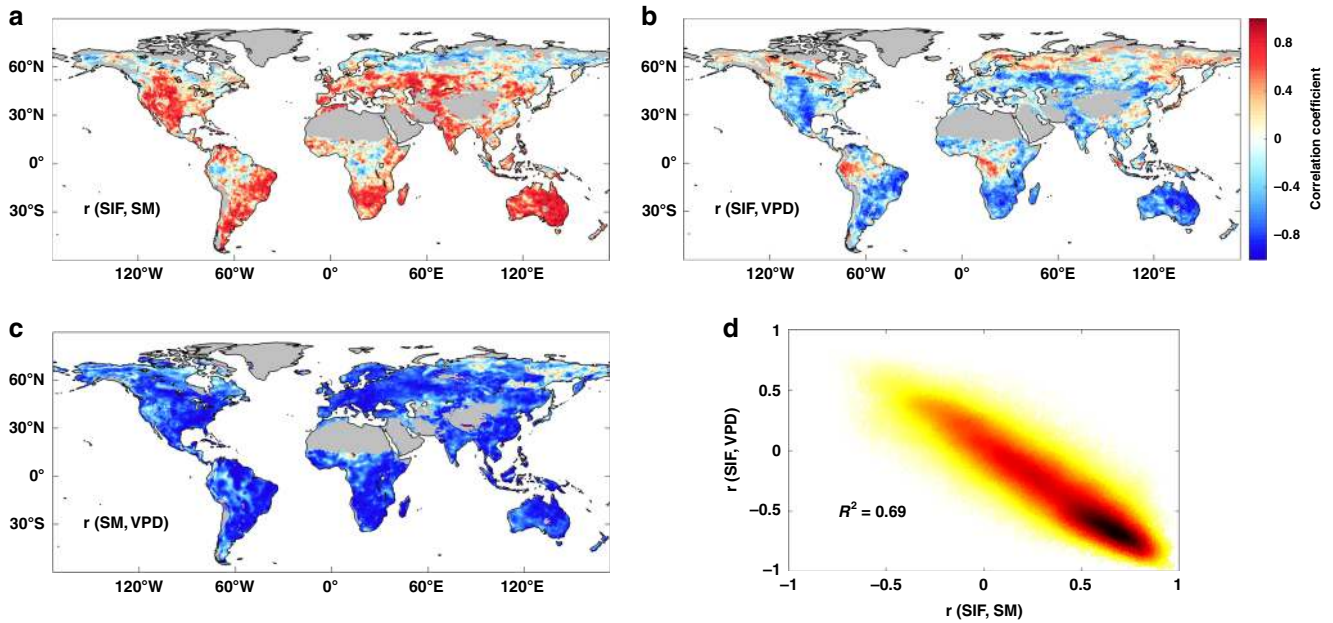 a
60°N
30°N
0°
30°S
r (SIF, SM)
120°W 60°W 0° 60°E 120°E
b
60°N
30°N
0°
30°S
r (SIF, VPD)
120°W 60°W 0° 60°E 120°E
0.8
0.4
0
−0.4
−0.8
Correlation coefficient
c
60°N
30°N
0°
30°S
r (SM, VPD)
120°W 60°W 0° 60°E 120°E
d
1
0.5
0
−0.5
−1
r (SIF, VPD)
R² = 0.69
−1 −0.5 0 0.5 1
r (SIF, SM)